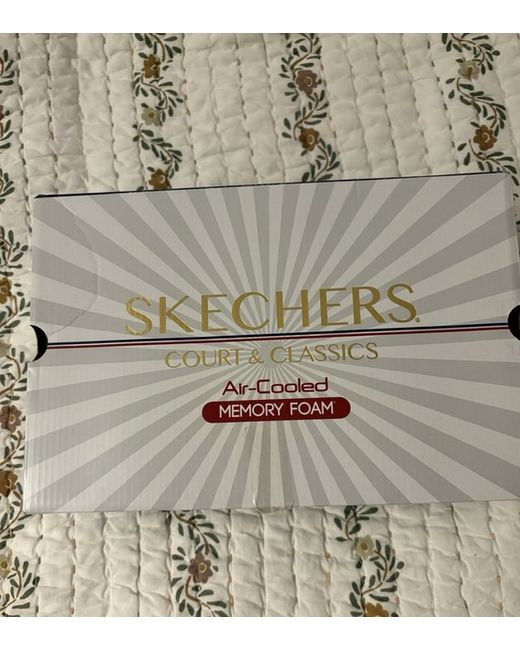 SKECHERS.
COURT & CLASSICS
Air-Cooled
MEMORY FOAM